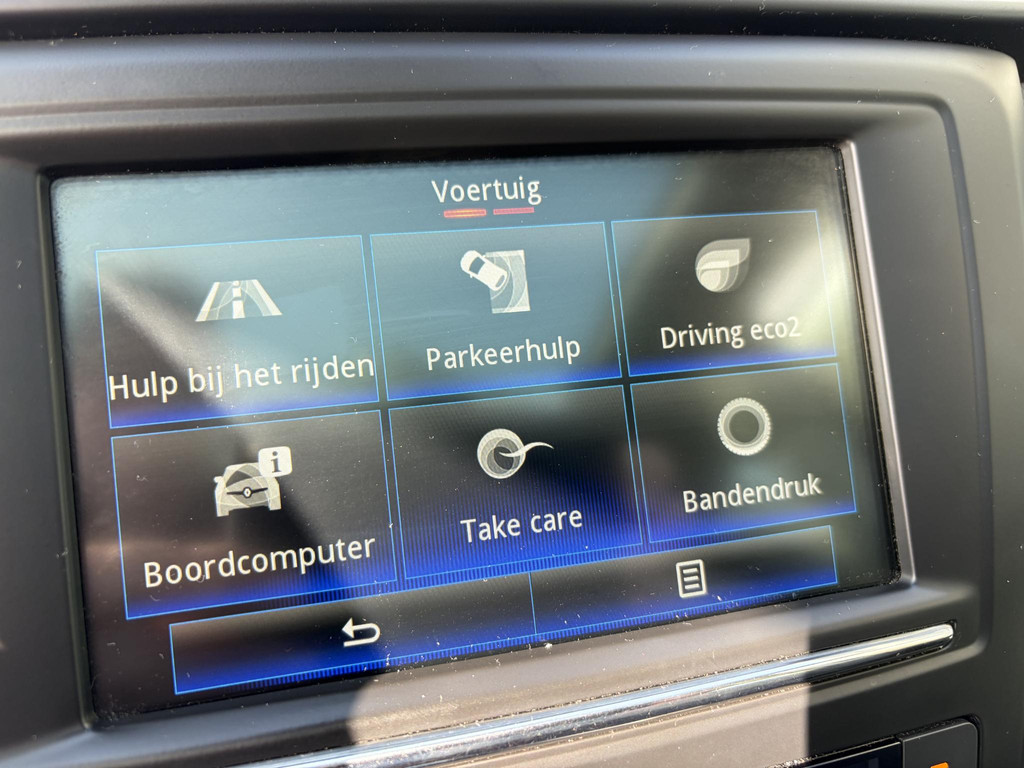 Voertuig
Hulp bij het rijden
Parkeerhulp
Driving eco2
Boordcomputer
i
Take care
Bandendruk